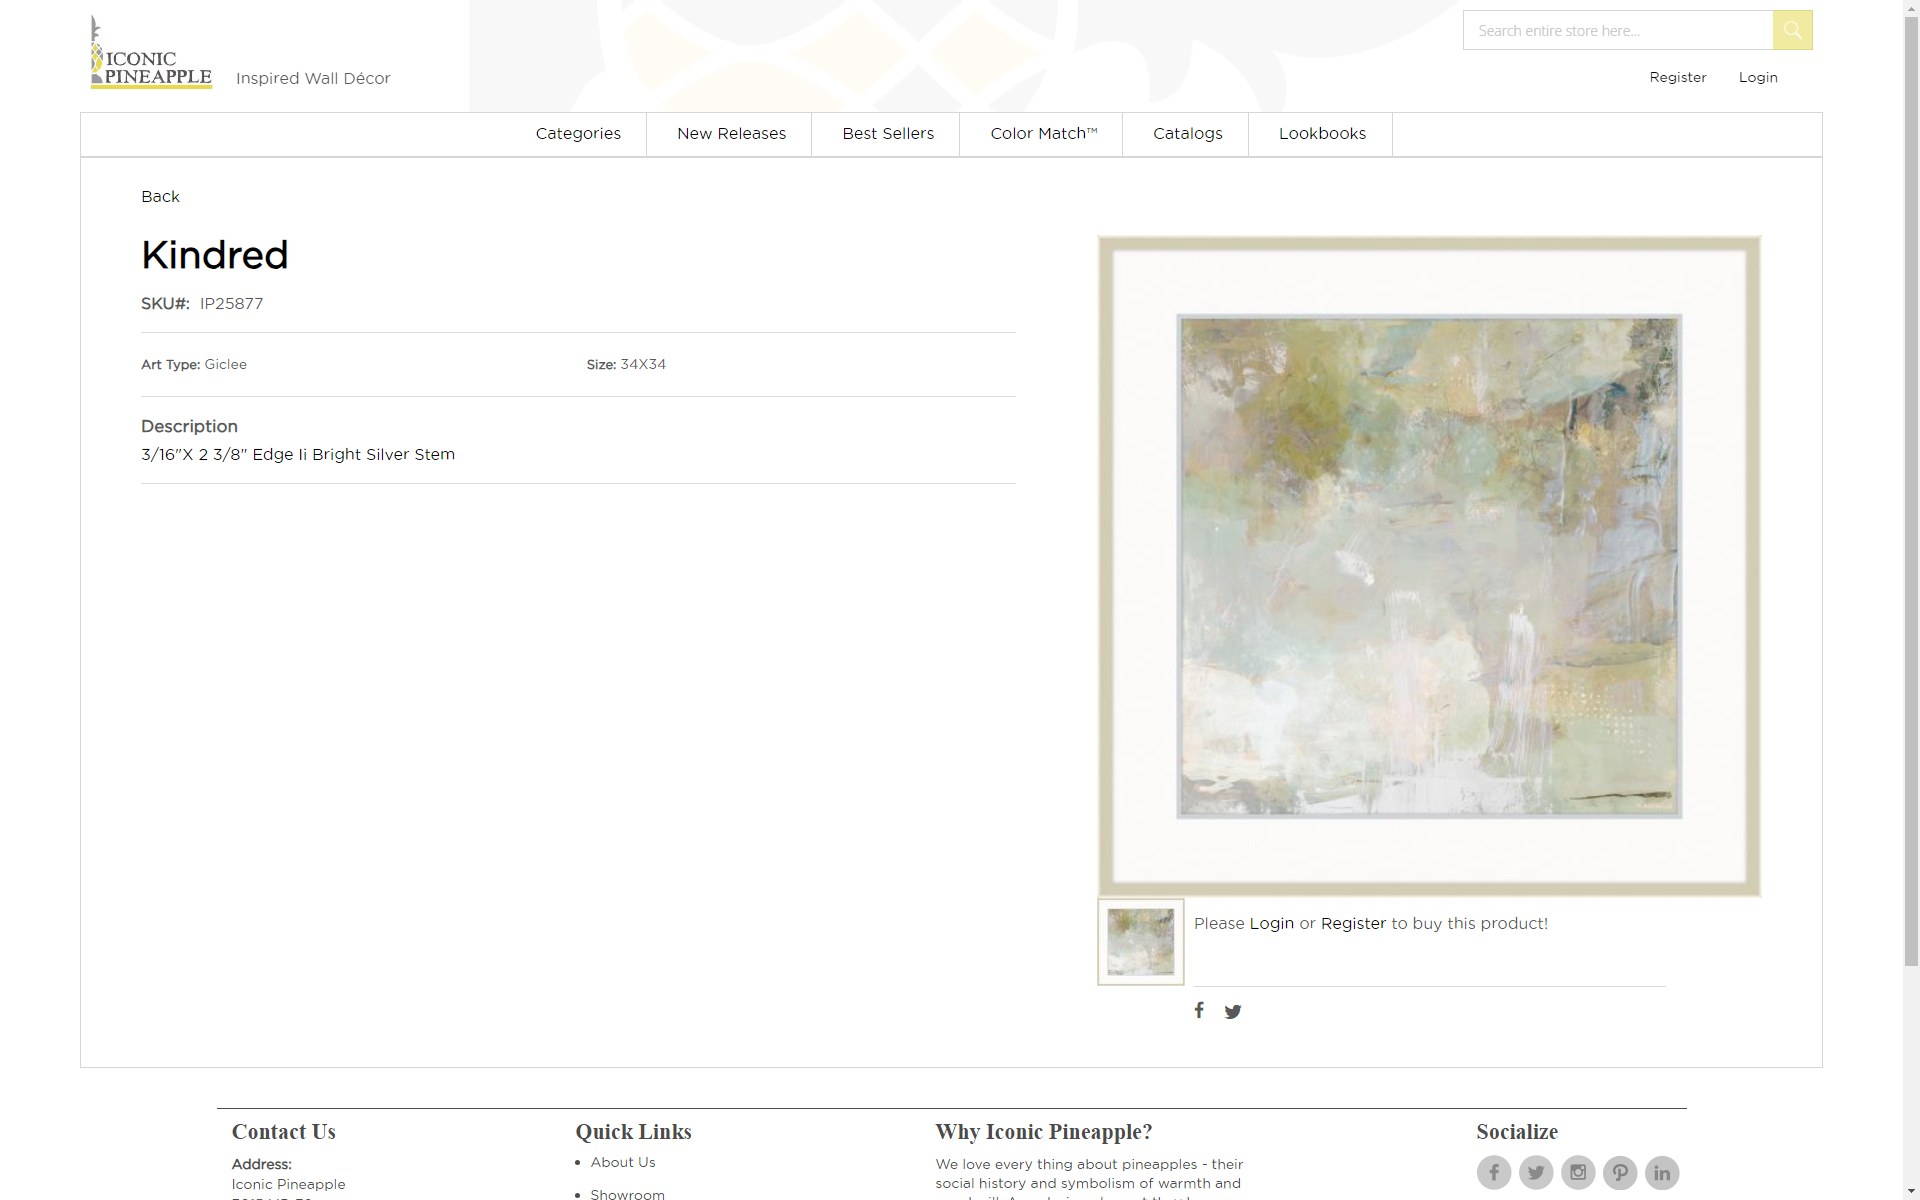 ICONIC
PINEAPPLE
Inspired Wall Décor
Search entire store here...
Register
Login
Categories
New Releases
Best Sellers
Color Match™
Catalogs
Lookbooks
Back
Kindred
SKU#: IP25877
Art Type: Giclee
Size: 34X34
Description
3/16"X 2 3/8" Edge Ii Bright Silver Stem
Please Login or Register to buy this product!
Contact Us
Address:
Iconic Pineapple
Quick Links
About Us
Showroom
Why Iconic Pineapple?
We love every thing about pineapples - their
social history and symbolism of warmth and
Socialize